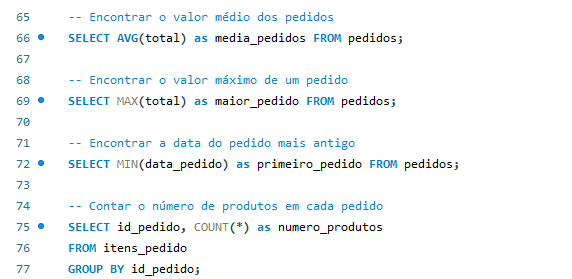 65 -- Encontrar o valor médio dos pedidos
66 SELECT AVG(total) as media_pedidos FROM pedidos;
67
68 -- Encontrar o valor máximo de um pedido
69 SELECT MAX(total) as maior_pedido FROM pedidos;
70
71 -- Encontrar a data do pedido mais antigo
72 SELECT MIN(data_pedido) as primeiro_pedido FROM pedidos;
73
74 -- Contar o número de produtos em cada pedido
75 SELECT id_pedido, COUNT(*) as numero_produtos
76 FROM itens_pedido
77 GROUP BY id_pedido;